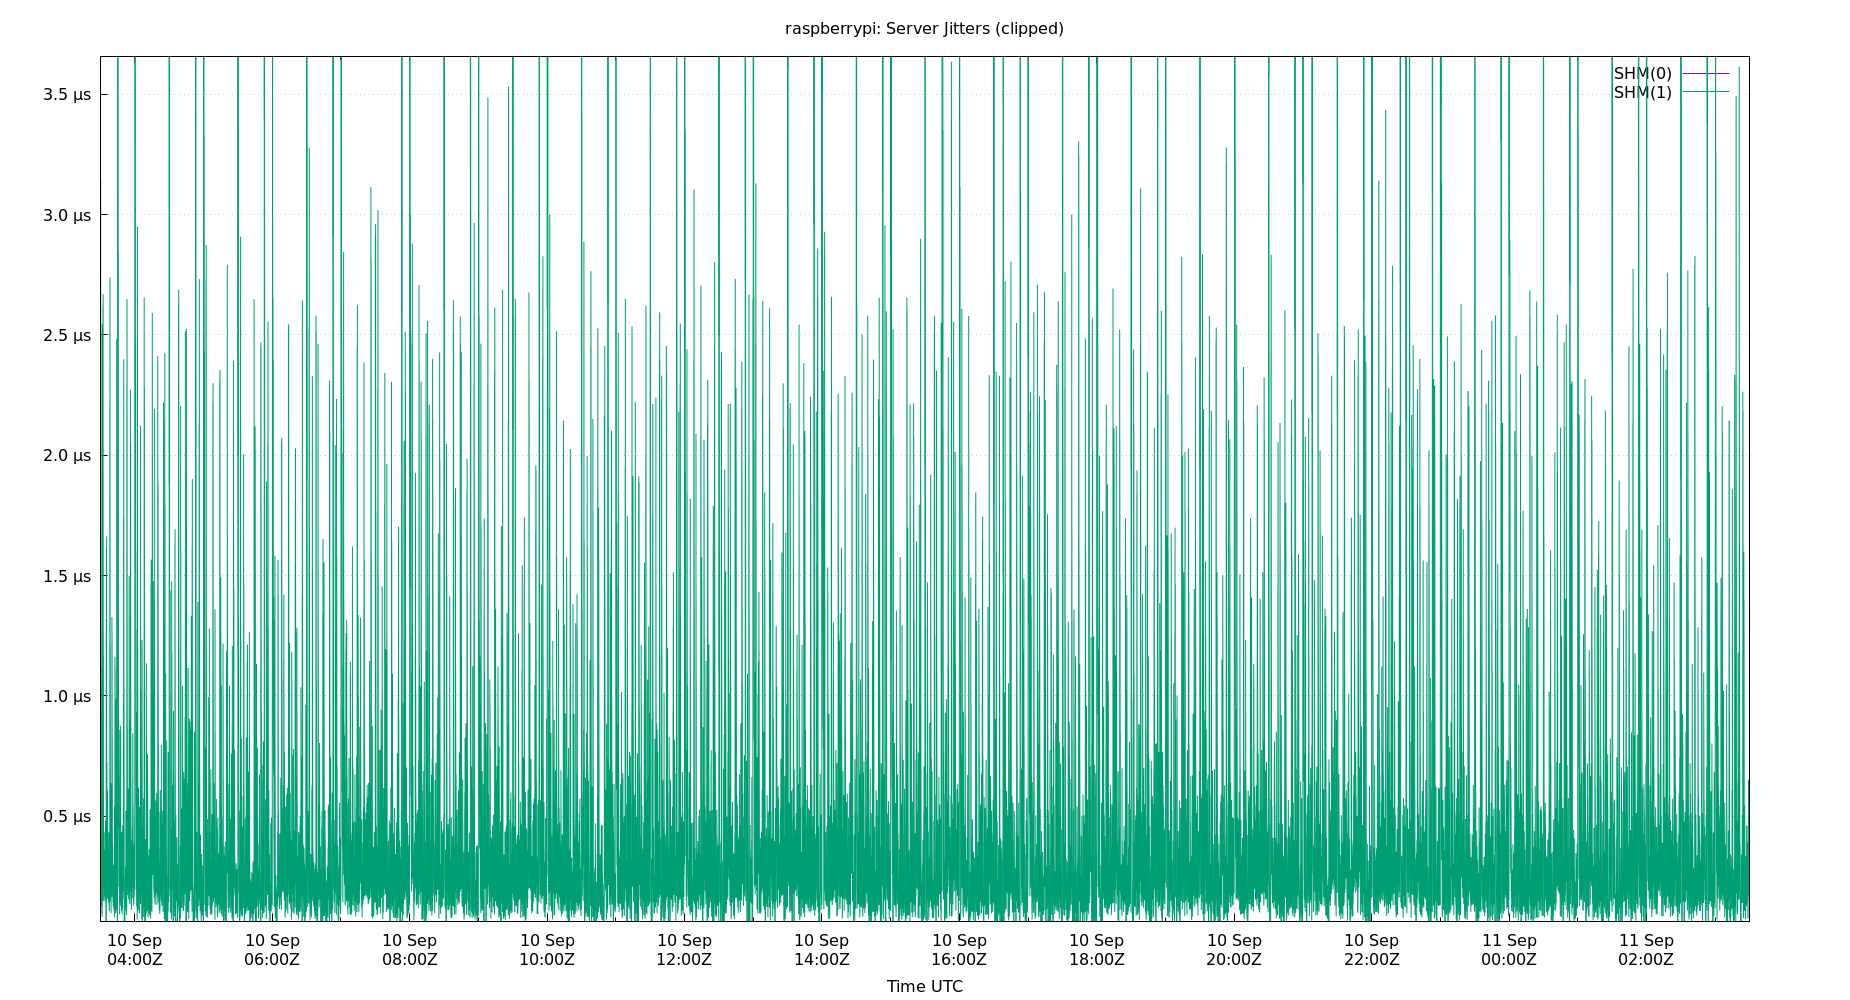 raspberrypi: Server Jitters (clipped)
SHM(0)
SHM(1)
3.5 µs
3.0 µs
2.5 µs
2.0 µs
1.5 µs
1.0 µs
0.5 µs
10 Sep 10 Sep 10 Sep 10 Sep 10 Sep 10 Sep 10 Sep 10 Sep 10 Sep 10 Sep 11 Sep 11 Sep
04:00Z 06:00Z 08:00Z 10:00Z 12:00Z 14:00Z 16:00Z 18:00Z 20:00Z 22:00Z 00:00Z 02:00Z
Time UTC